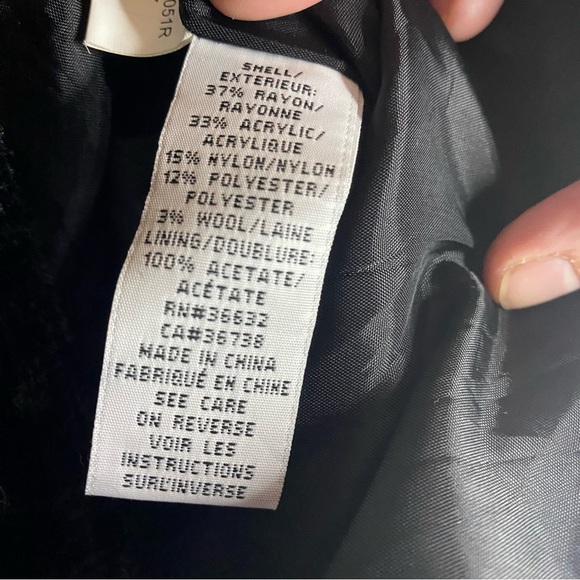 051R
SHELL/
EXTERIEUR:
37% RAYON/
RAYONNE
33% ACRYLIC/
ACRYLIQUE
15% NYLON/NYLON
12% POLYESTER/
POLYESTER
3% WOOL/LAINE
LINING/DOUBLURE:
100% ACETATE/
ACÉTATE
RN#36632
CA#36738
MADE IN CHINA
FABRIQUÉ EN CHINE
SEE CARE
ON REVERSE
VOIR LES
INSTRUCTIONS
SUR L'INVERSE